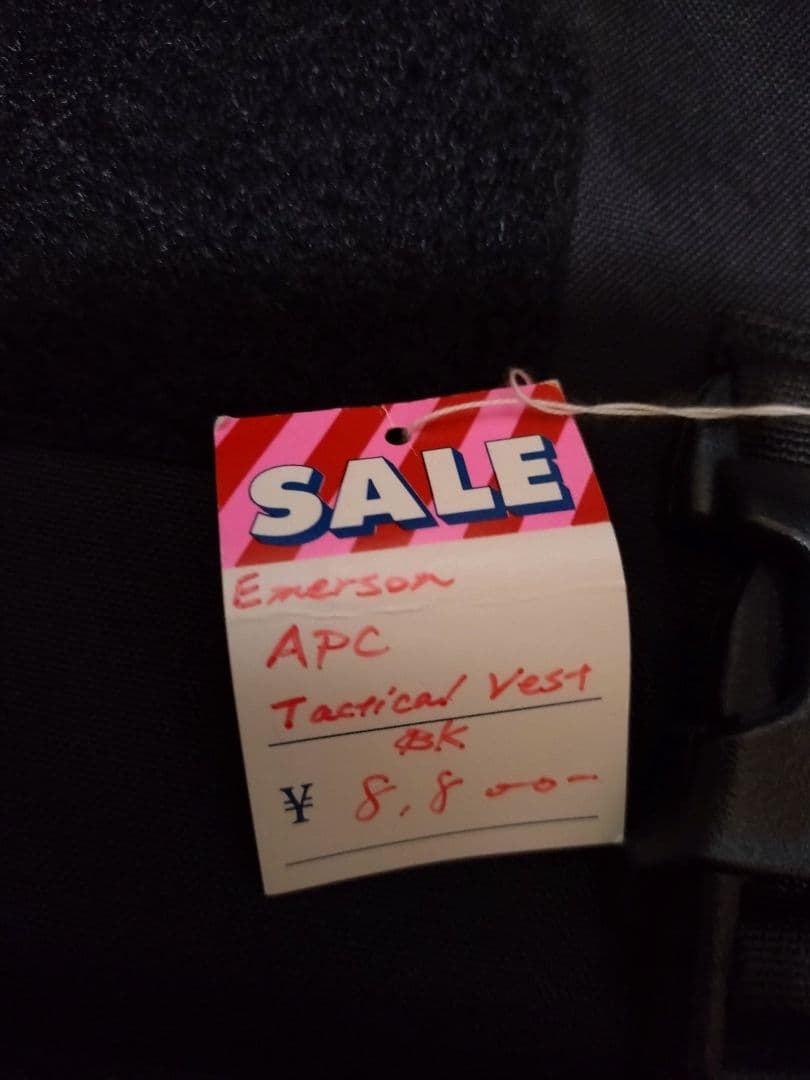 SALE
Emerson
APC
Tactical Vest
BK
¥ 8,800-